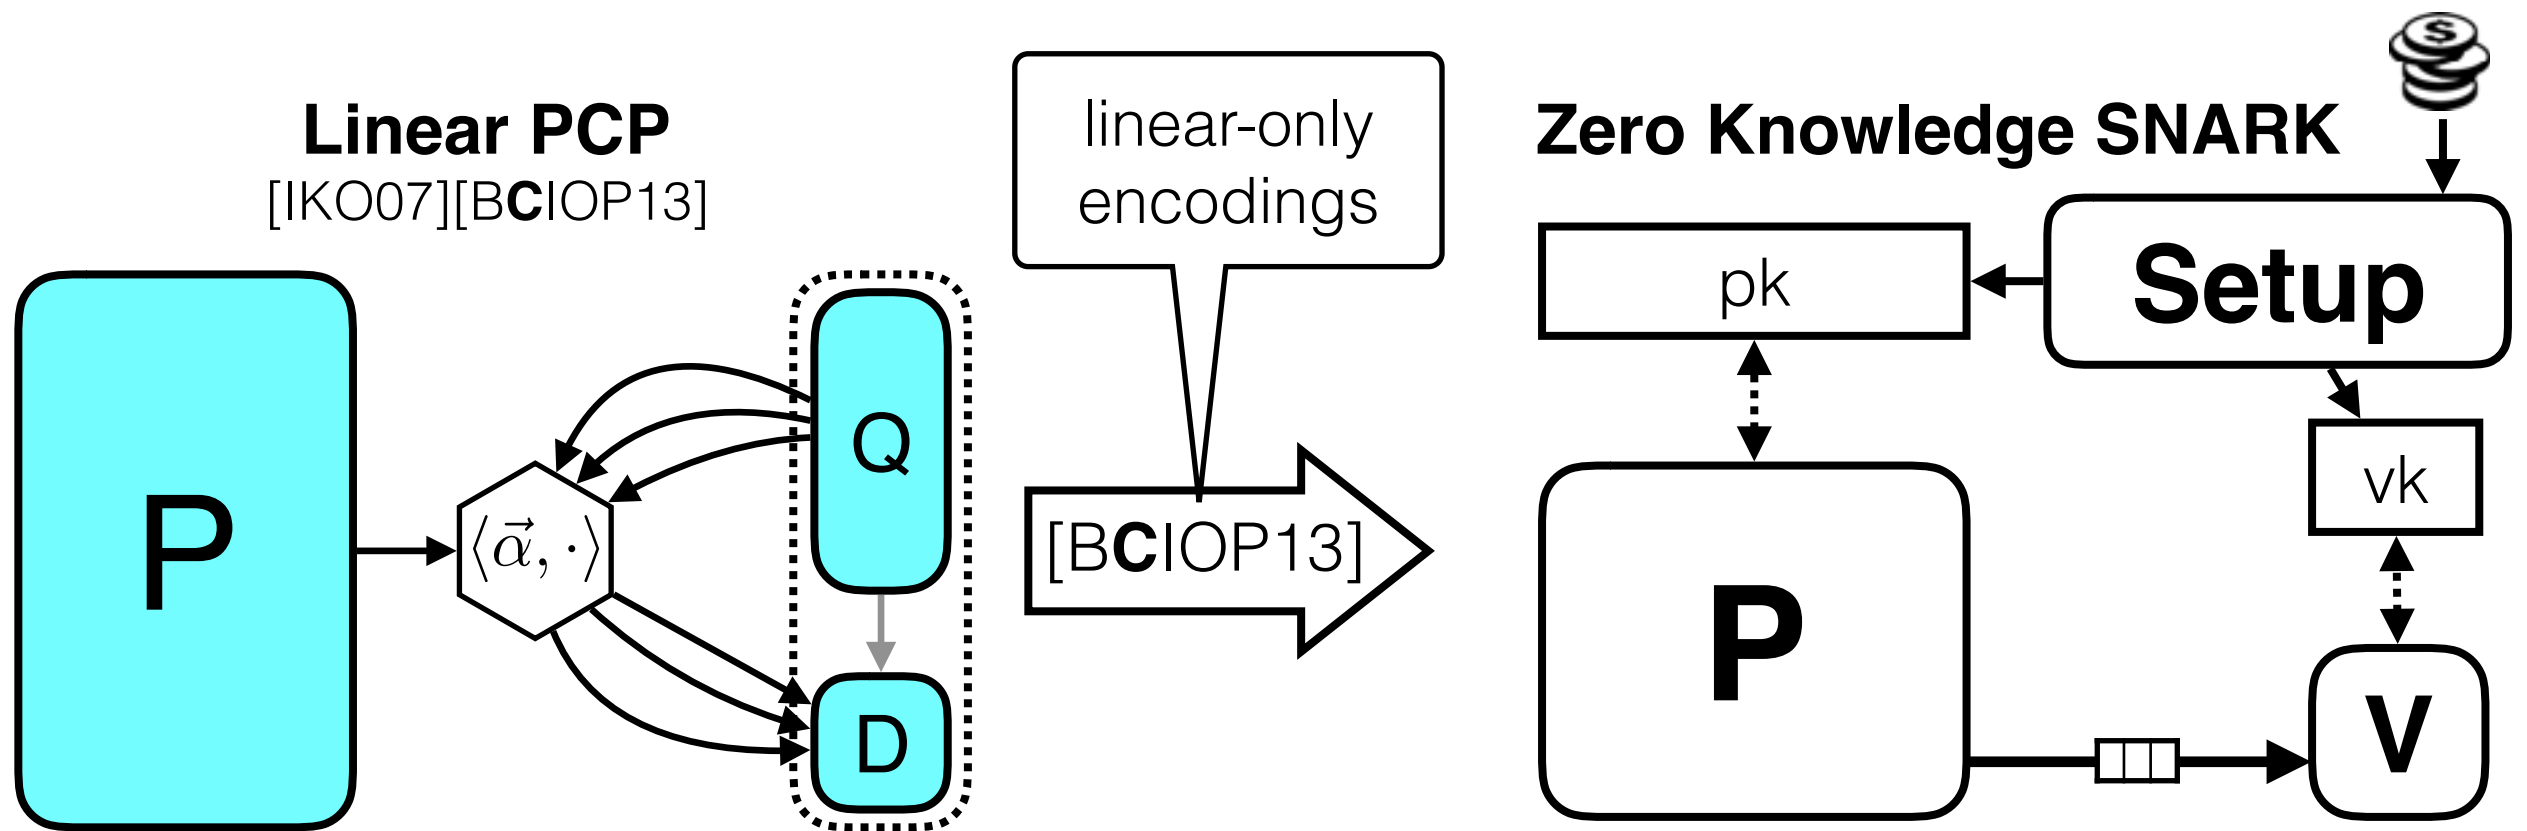 Linear PCP
[IKO07][BCIOP13]
P
⟨α⃗, ·⟩
Q
D
linear-only
encodings
[BCIOP13]
$
Zero Knowledge SNARK
Setup
pk
vk
P
V